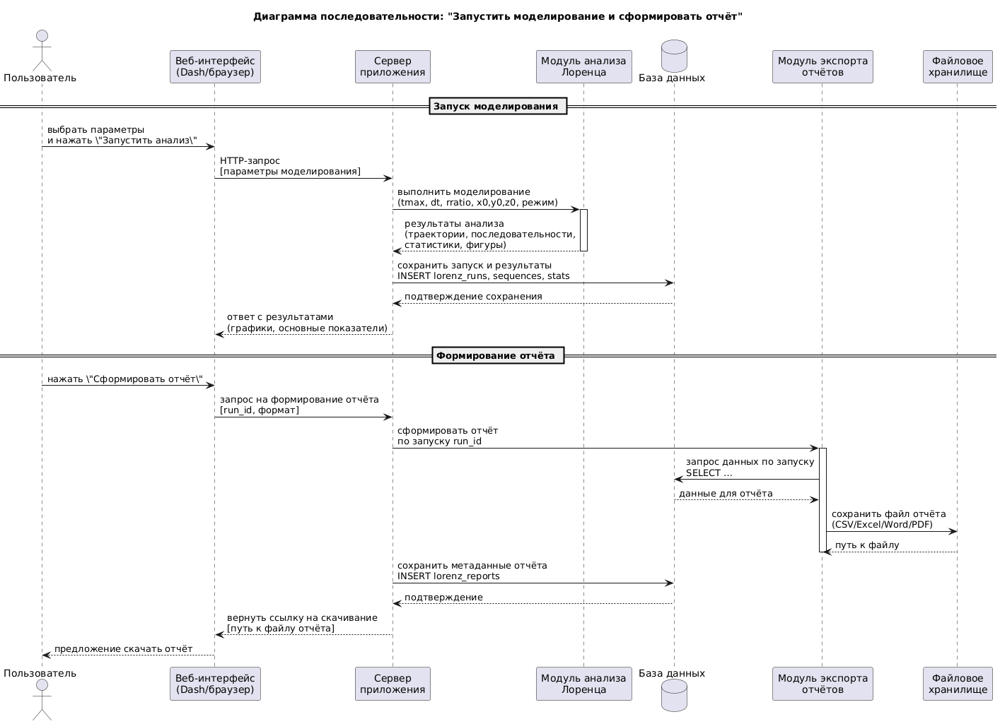 Диаграмма последовательности: "Запустить моделирование и сформировать отчёт"
Пользователь
Веб-интерфейс
(Dash/браузер)
Сервер
приложения
Модуль анализа
Лоренца
База данных
Модуль экспорта
отчётов
Файловое
хранилище
Запуск моделирования
выбрать параметры
и нажать \"Запустить анализ\"
HTTP-запрос
[параметры моделирования]
выполнить моделирование
(tmax, dt, rratio, x0,y0,z0, режим)
результаты анализа
(траектории, последовательности,
статистики, фигуры)
сохранить запуск и результаты
INSERT lorenz_runs, sequences, stats
подтверждение сохранения
ответ с результатами
(графики, основные показатели)
Формирование отчёта
нажать \"Сформировать отчёт\"
запрос на формирование отчёта
[run_id, формат]
сформировать отчёт
по запуску run_id
запрос данных по запуску
SELECT ...
данные для отчёта
сохранить файл отчёта
(CSV/Excel/Word/PDF)
путь к файлу
сохранить метаданные отчёта
INSERT lorenz_reports
подтверждение
вернуть ссылку на скачивание
[путь к файлу отчёта]
предложение скачать отчёт
Пользователь
Веб-интерфейс
(Dash/браузер)
Сервер
приложения
Модуль анализа
Лоренца
База данных
Модуль экспорта
отчётов
Файловое
хранилище